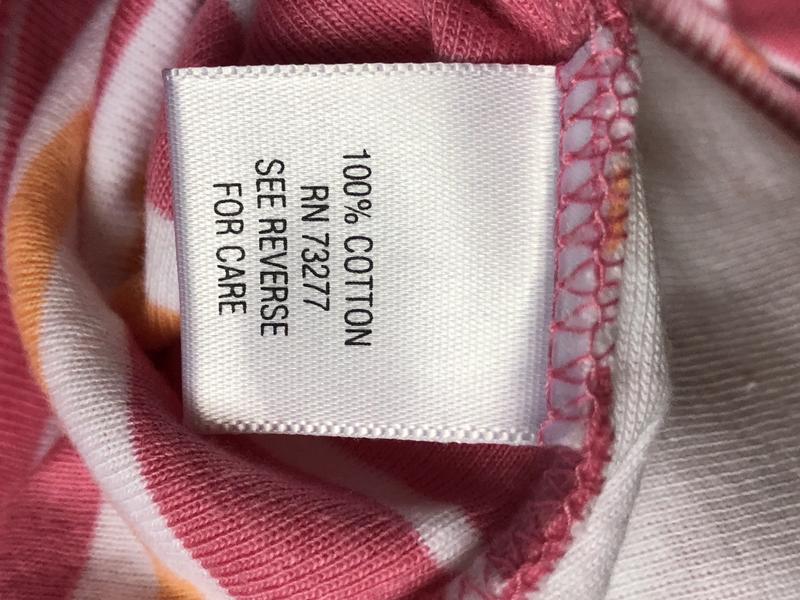 100% COTTON
RN 73277
SEE REVERSE
FOR CARE